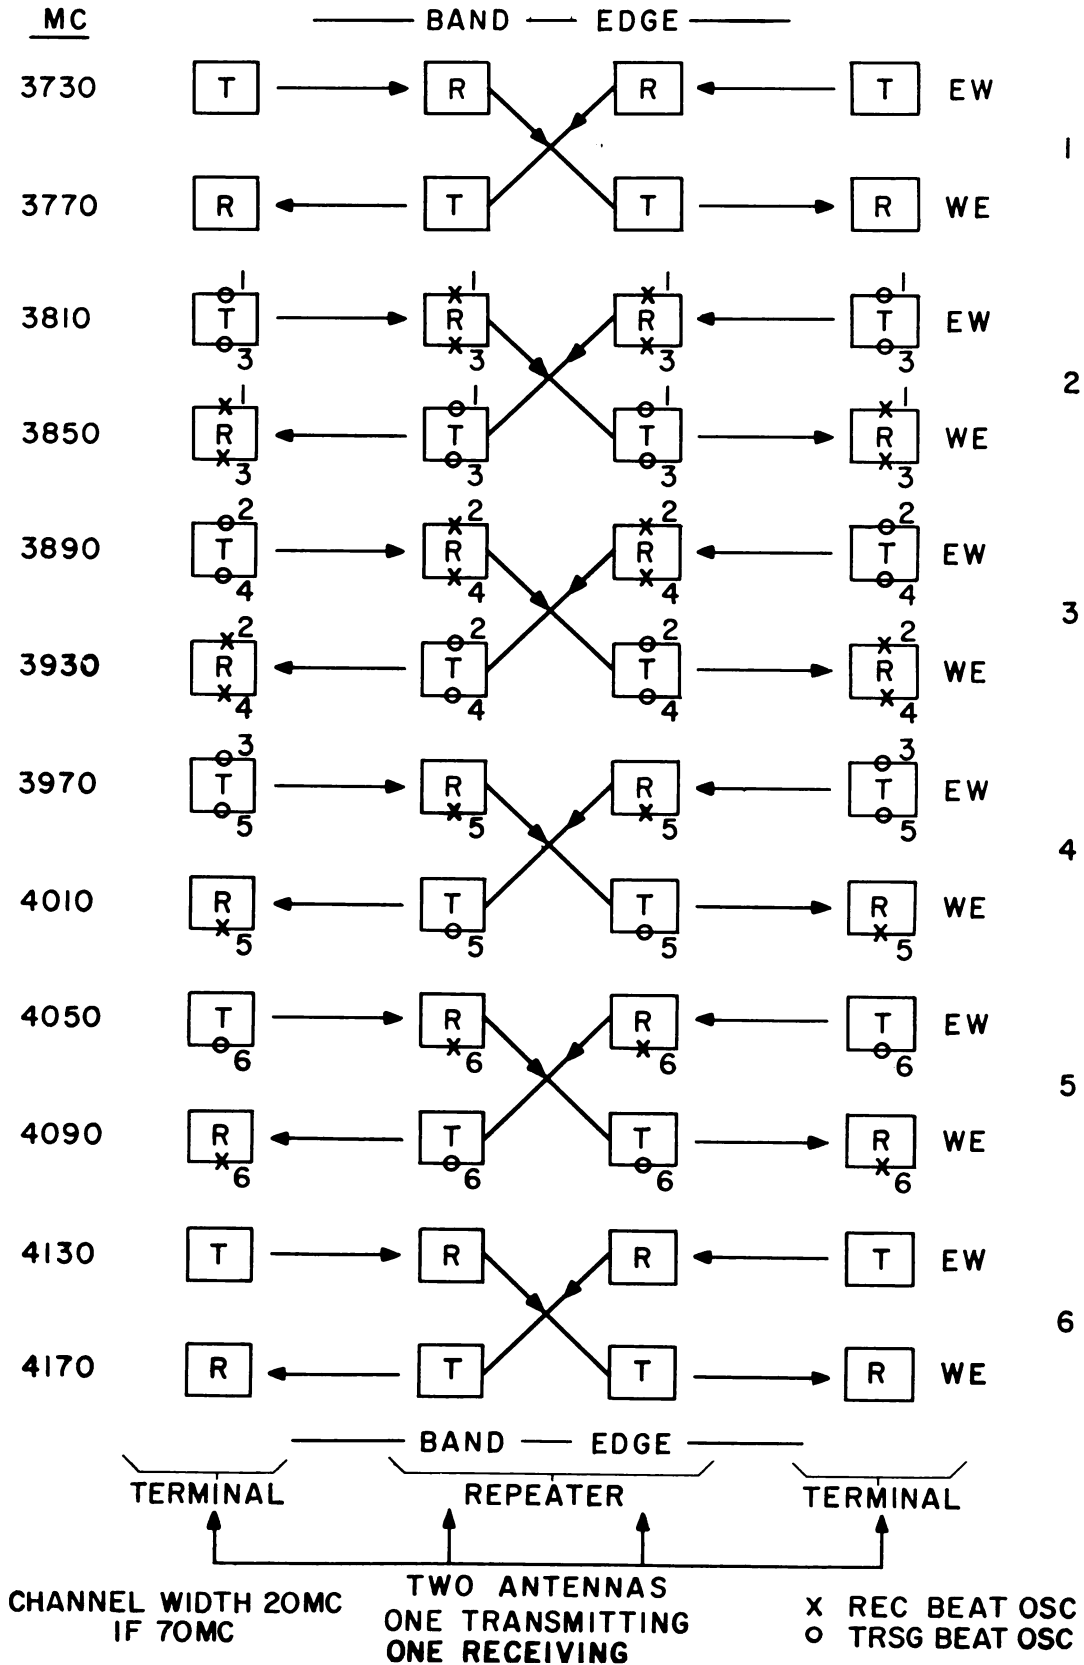 MC BAND EDGE
3730 T R R T EW
1
3770 R T T R WE
1 1 1 1
3810 T R R T EW
3 3 3 3
2
1 1 1 1
3850 R T T R WE
3 3 3 3
2 2 2 2
3890 T R R T EW
4 4 4 4
3
2 2 2 2
3930 R T T R WE
4 4 4 4
3 3
3970 T R R T EW
5 5 5 5
4
4010 R T T R WE
5 5 5 5
4050 T R R T EW
6 6 6 6
5
4090 R T T R WE
6 6 6 6
4130 T R R T EW
6
4170 R T T R WE
BAND EDGE
TERMINAL REPEATER TERMINAL
CHANNEL WIDTH 20MC
IF 70MC
TWO ANTENNAS
ONE TRANSMITTING
ONE RECEIVING
X REC BEAT OSC
O TRSG BEAT OSC